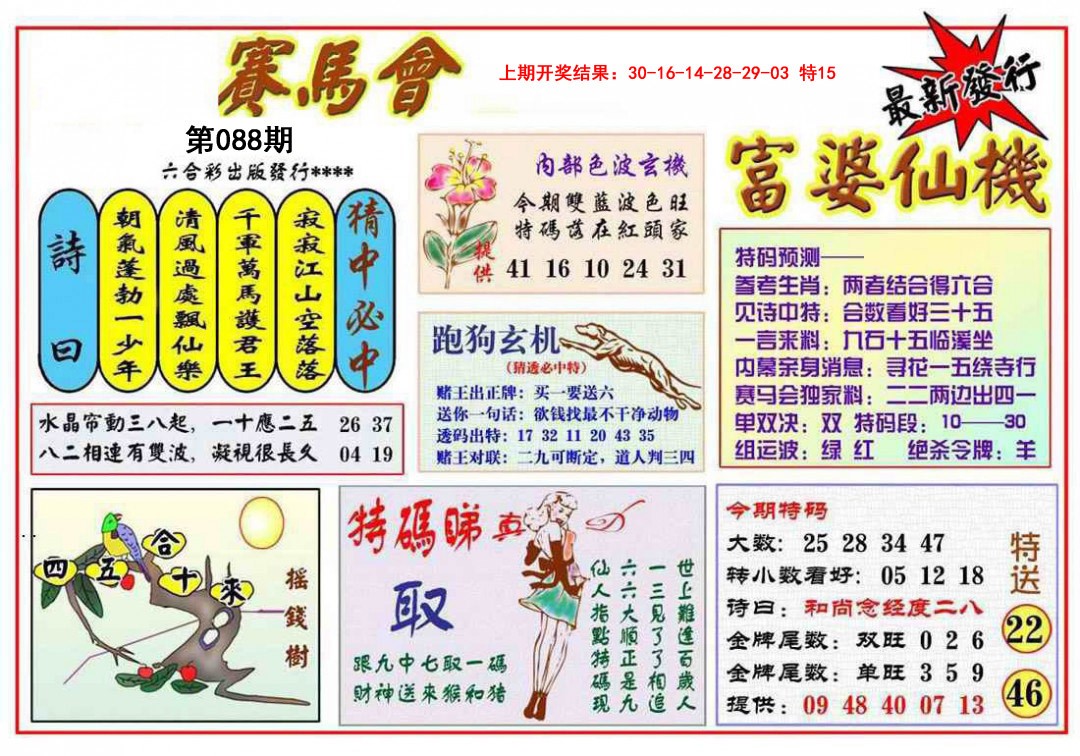 賽馬會
上期开奖结果：30-16-14-28-29-03 特15
最新發行
第088期
六合彩出版發行****
富婆仙機
詩曰
朝氣蓬勃一少年
清風過處飄仙樂
千軍萬馬護君王
寂寂江山空落落
猜中必中
水晶帘動三八起，一十應二五 26 37
八二相連有雙波，凝視很長久 04 19
內部色波玄機
今期雙藍波色旺
特碼落在紅頭家
提供
41 16 10 24 31
跑狗玄机
（猜透必中特）
赌王出正牌：买一要送六
送你一句话：欲钱找最不干净动物
透码出特：17 32 11 20 43 35
赌王对联：二九可断定，道人判三四
特码预测——
参考生肖：两者结合得六合
见诗中特：合数看好三十五
一言来料：九石十五临溪坐
内幕亲身消息：寻花一五绕寺行
赛马会独家料：二二两边出四一
单双决：双 特码段：10——30
组运波：绿 红 绝杀令牌：羊
四五合十來
搖錢樹
特碼睇真D
取
跟九中七取一碼
財神送來猴和猪
世上難逢百歲人
一三見了了相追
六六大順正是九
仙人指點特碼現
今期特码
大数：25 28 34 47
转小数看好：05 12 18
诗曰：和尚念经度二八
金牌尾数：双旺 0 2 6
金牌尾数：单旺 3 5 9
提供：09 48 40 07 13
特送
22
46